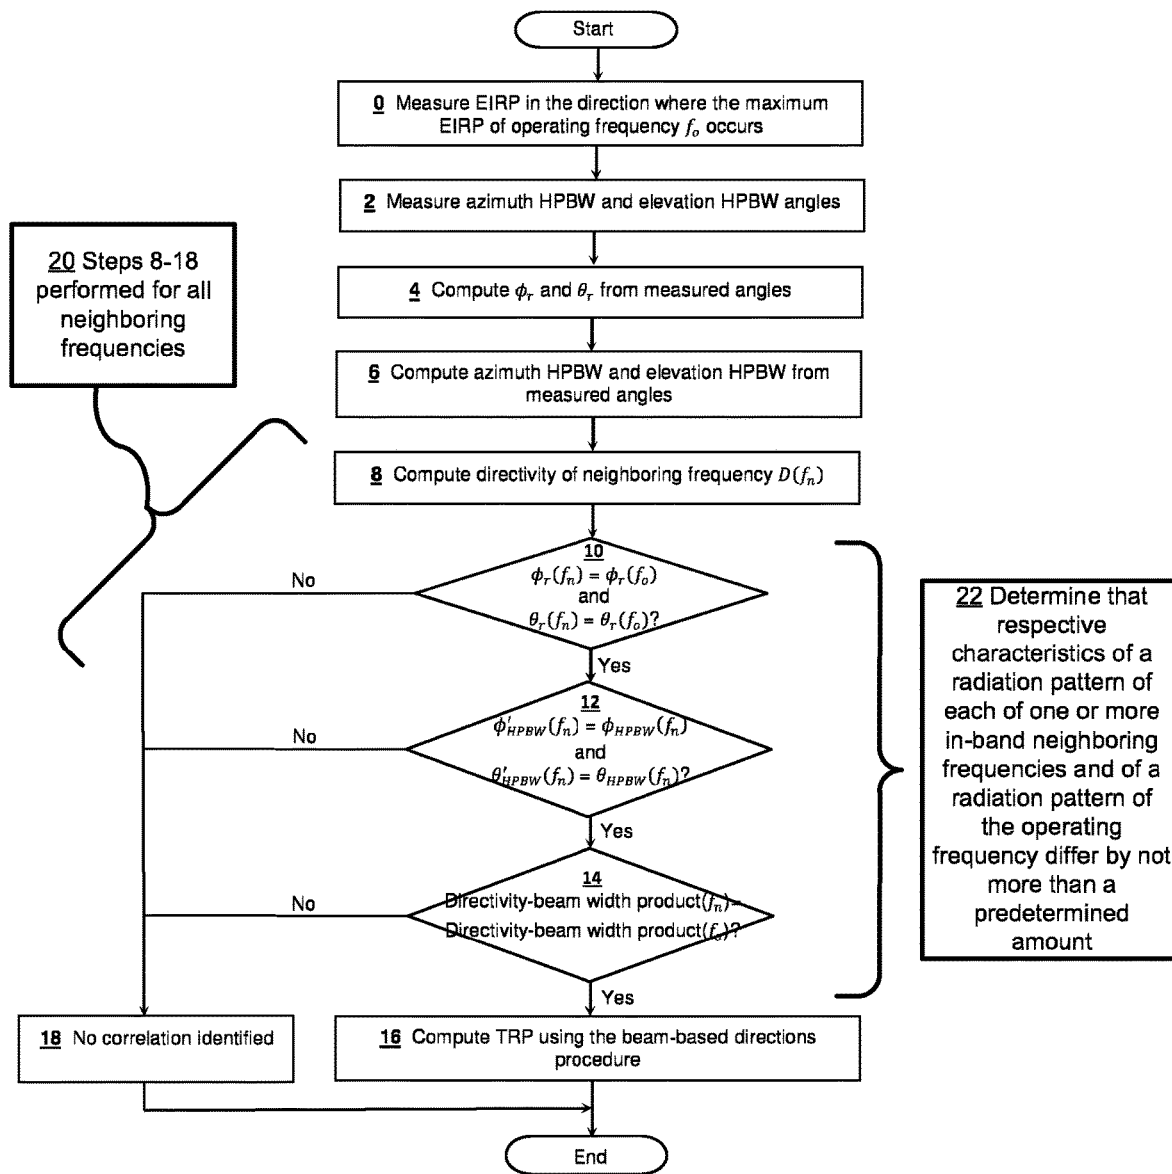 Start
0 Measure EIRP in the direction where the maximum
EIRP of operating frequency fₒ occurs
2 Measure azimuth HPBW and elevation HPBW angles
20 Steps 8-18
performed for all
neighboring
frequencies
4 Compute ϕᵣ and θᵣ from measured angles
6 Compute azimuth HPBW and elevation HPBW from
measured angles
8 Compute directivity of neighboring frequency D(fₙ)
10
ϕᵣ(fₙ) = ϕᵣ(fₒ)
and
θᵣ(fₙ) = θᵣ(fₒ)?
No
Yes
12
ϕ′HPBW(fₙ) = ϕHPBW(fₙ)
and
θ′HPBW(fₙ) = θHPBW(fₙ)?
No
Yes
14
Directivity-beam width product(fₙ)=
Directivity-beam width product(fₒ)?
No
Yes
22 Determine that
respective
characteristics of a
radiation pattern of
each of one or more
in-band neighboring
frequencies and of a
radiation pattern of
the operating
frequency differ by not
more than a
predetermined
amount
18 No correlation identified
16 Compute TRP using the beam-based directions
procedure
End